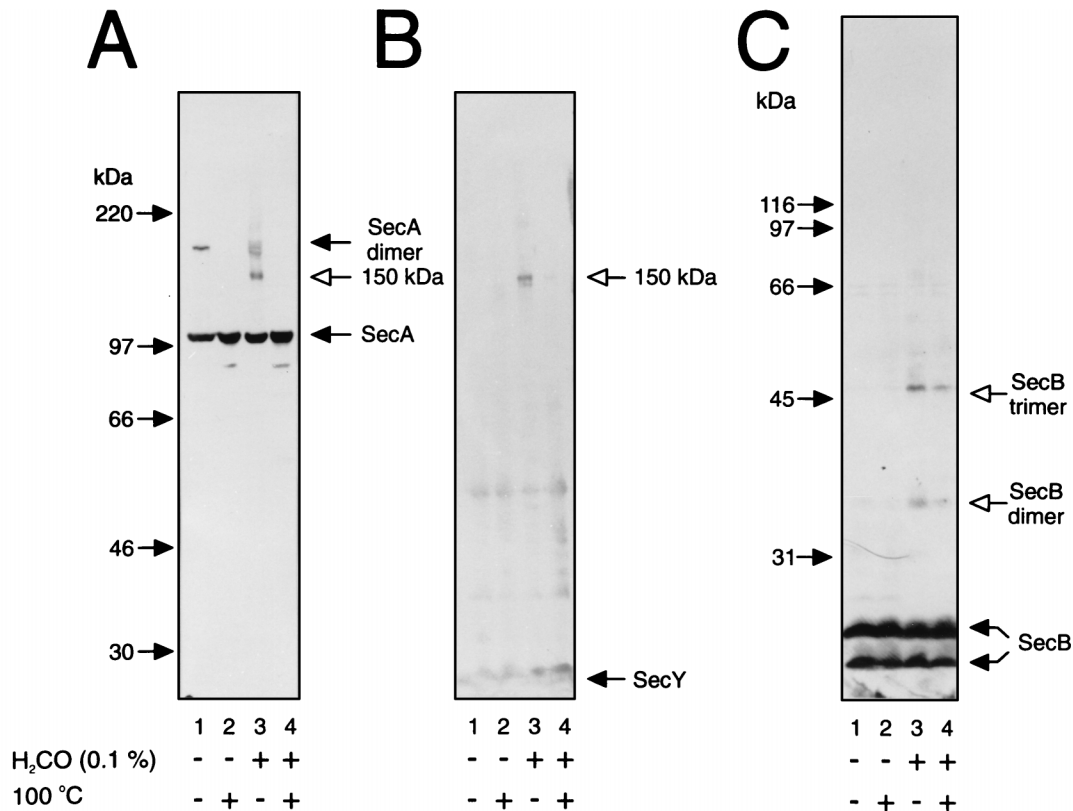 A
B
C
kDa
220
97
66
46
30
SecA
dimer
150 kDa
SecA
150 kDa
SecY
kDa
116
97
66
45
31
SecB
trimer
SecB
dimer
SecB
1 2 3 4
1 2 3 4
1 2 3 4
H₂CO (0.1 %) - - + +
- - + +
- - + +
100 °C - + - +
- + - +
- + - +